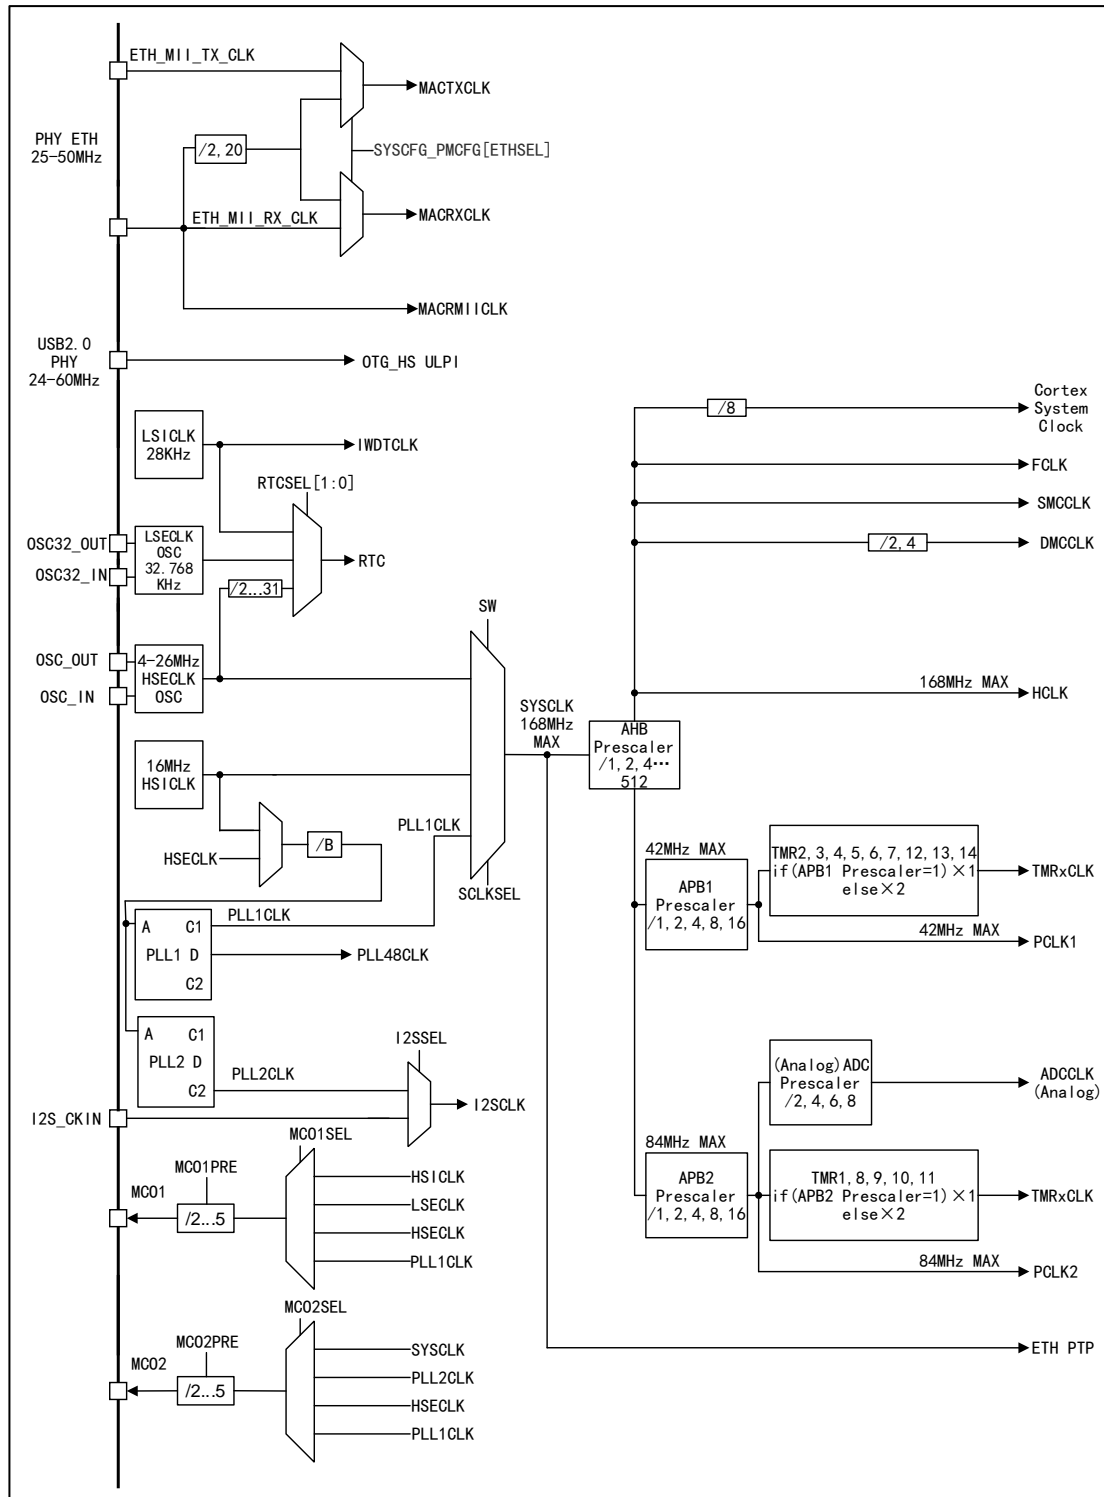 ETH_MII_TX_CLK
MACTXCLK
PHY ETH
25-50MHz
/2, 20
SYSCFG_PMCFG[ETHSEL]
ETH_MII_RX_CLK
MACRXCLK
MACRMIICLK
USB2.0
PHY
24-60MHz
OTG_HS ULPI
/8
Cortex
System
Clock
LSICLK
28KHz
IWDTCLK
FCLK
RTCSEL[1:0]
SMCCLK
OSC32_OUT
OSC32_IN
LSECLK
OSC
32.768
KHz
/2, 4
DMCCLK
RTC
/2...31
SW
OSC_OUT
OSC_IN
4-26MHz
HSECLK
OSC
168MHz MAX
HCLK
SYSCLK
168MHz
MAX
AHB
Prescaler
/1, 2, 4…
512
16MHz
HSICLK
PLL1CLK
/B
HSECLK
SCLKSEL
42MHz MAX
APB1
Prescaler
/1, 2, 4, 8, 16
TMR2, 3, 4, 5, 6, 7, 12, 13, 14
if(APB1 Prescaler=1)×1
else×2
TMRxCLK
42MHz MAX
PCLK1
PLL1CLK
A C1
PLL1 D
C2
PLL48CLK
A C1
PLL2 D
C2
PLL2CLK
I2SSEL
I2SCLK
I2S_CKIN
(Analog)ADC
Prescaler
/2, 4, 6, 8
ADCCLK
(Analog)
84MHz MAX
APB2
Prescaler
/1, 2, 4, 8, 16
TMR1, 8, 9, 10, 11
if(APB2 Prescaler=1)×1
else×2
TMRxCLK
84MHz MAX
PCLK2
MCO1SEL
MCO1PRE
MCO1
/2...5
HSICLK
LSECLK
HSECLK
PLL1CLK
MCO2SEL
MCO2PRE
MCO2
/2...5
SYSCLK
PLL2CLK
HSECLK
PLL1CLK
ETH PTP